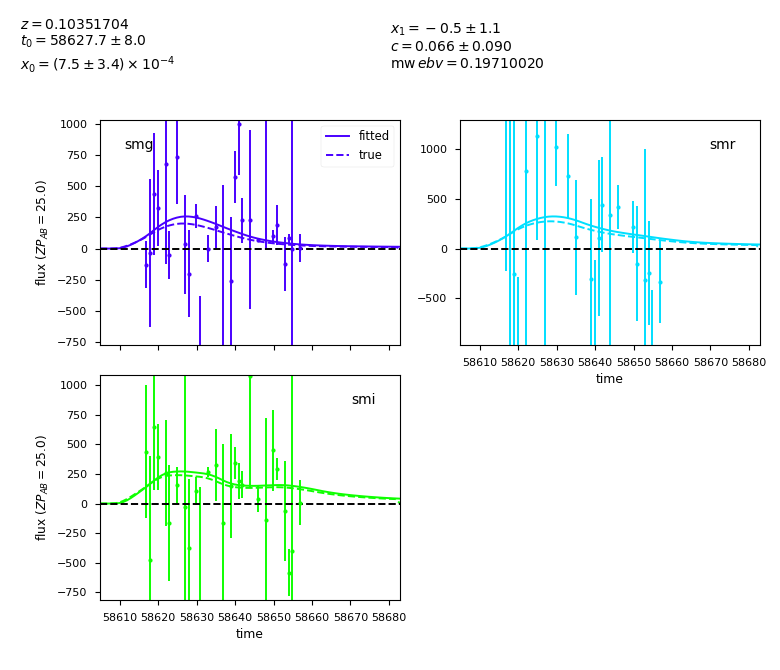 z = 0.10351704
t₀ = 58627.7 ± 8.0
x₀ = (7.5 ± 3.4) × 10⁻⁴
x₁ = −0.5 ± 1.1
c = 0.066 ± 0.090
mw ebv = 0.19710020
smg
fitted
true
1000
750
500
250
0
−250
−500
−750
flux (ZP_AB = 25.0)
smr
1000
500
0
−500
58610 58620 58630 58640 58650 58660 58670 58680
time
smi
1000
750
500
250
0
−250
−500
−750
flux (ZP_AB = 25.0)
58610 58620 58630 58640 58650 58660 58670 58680
time